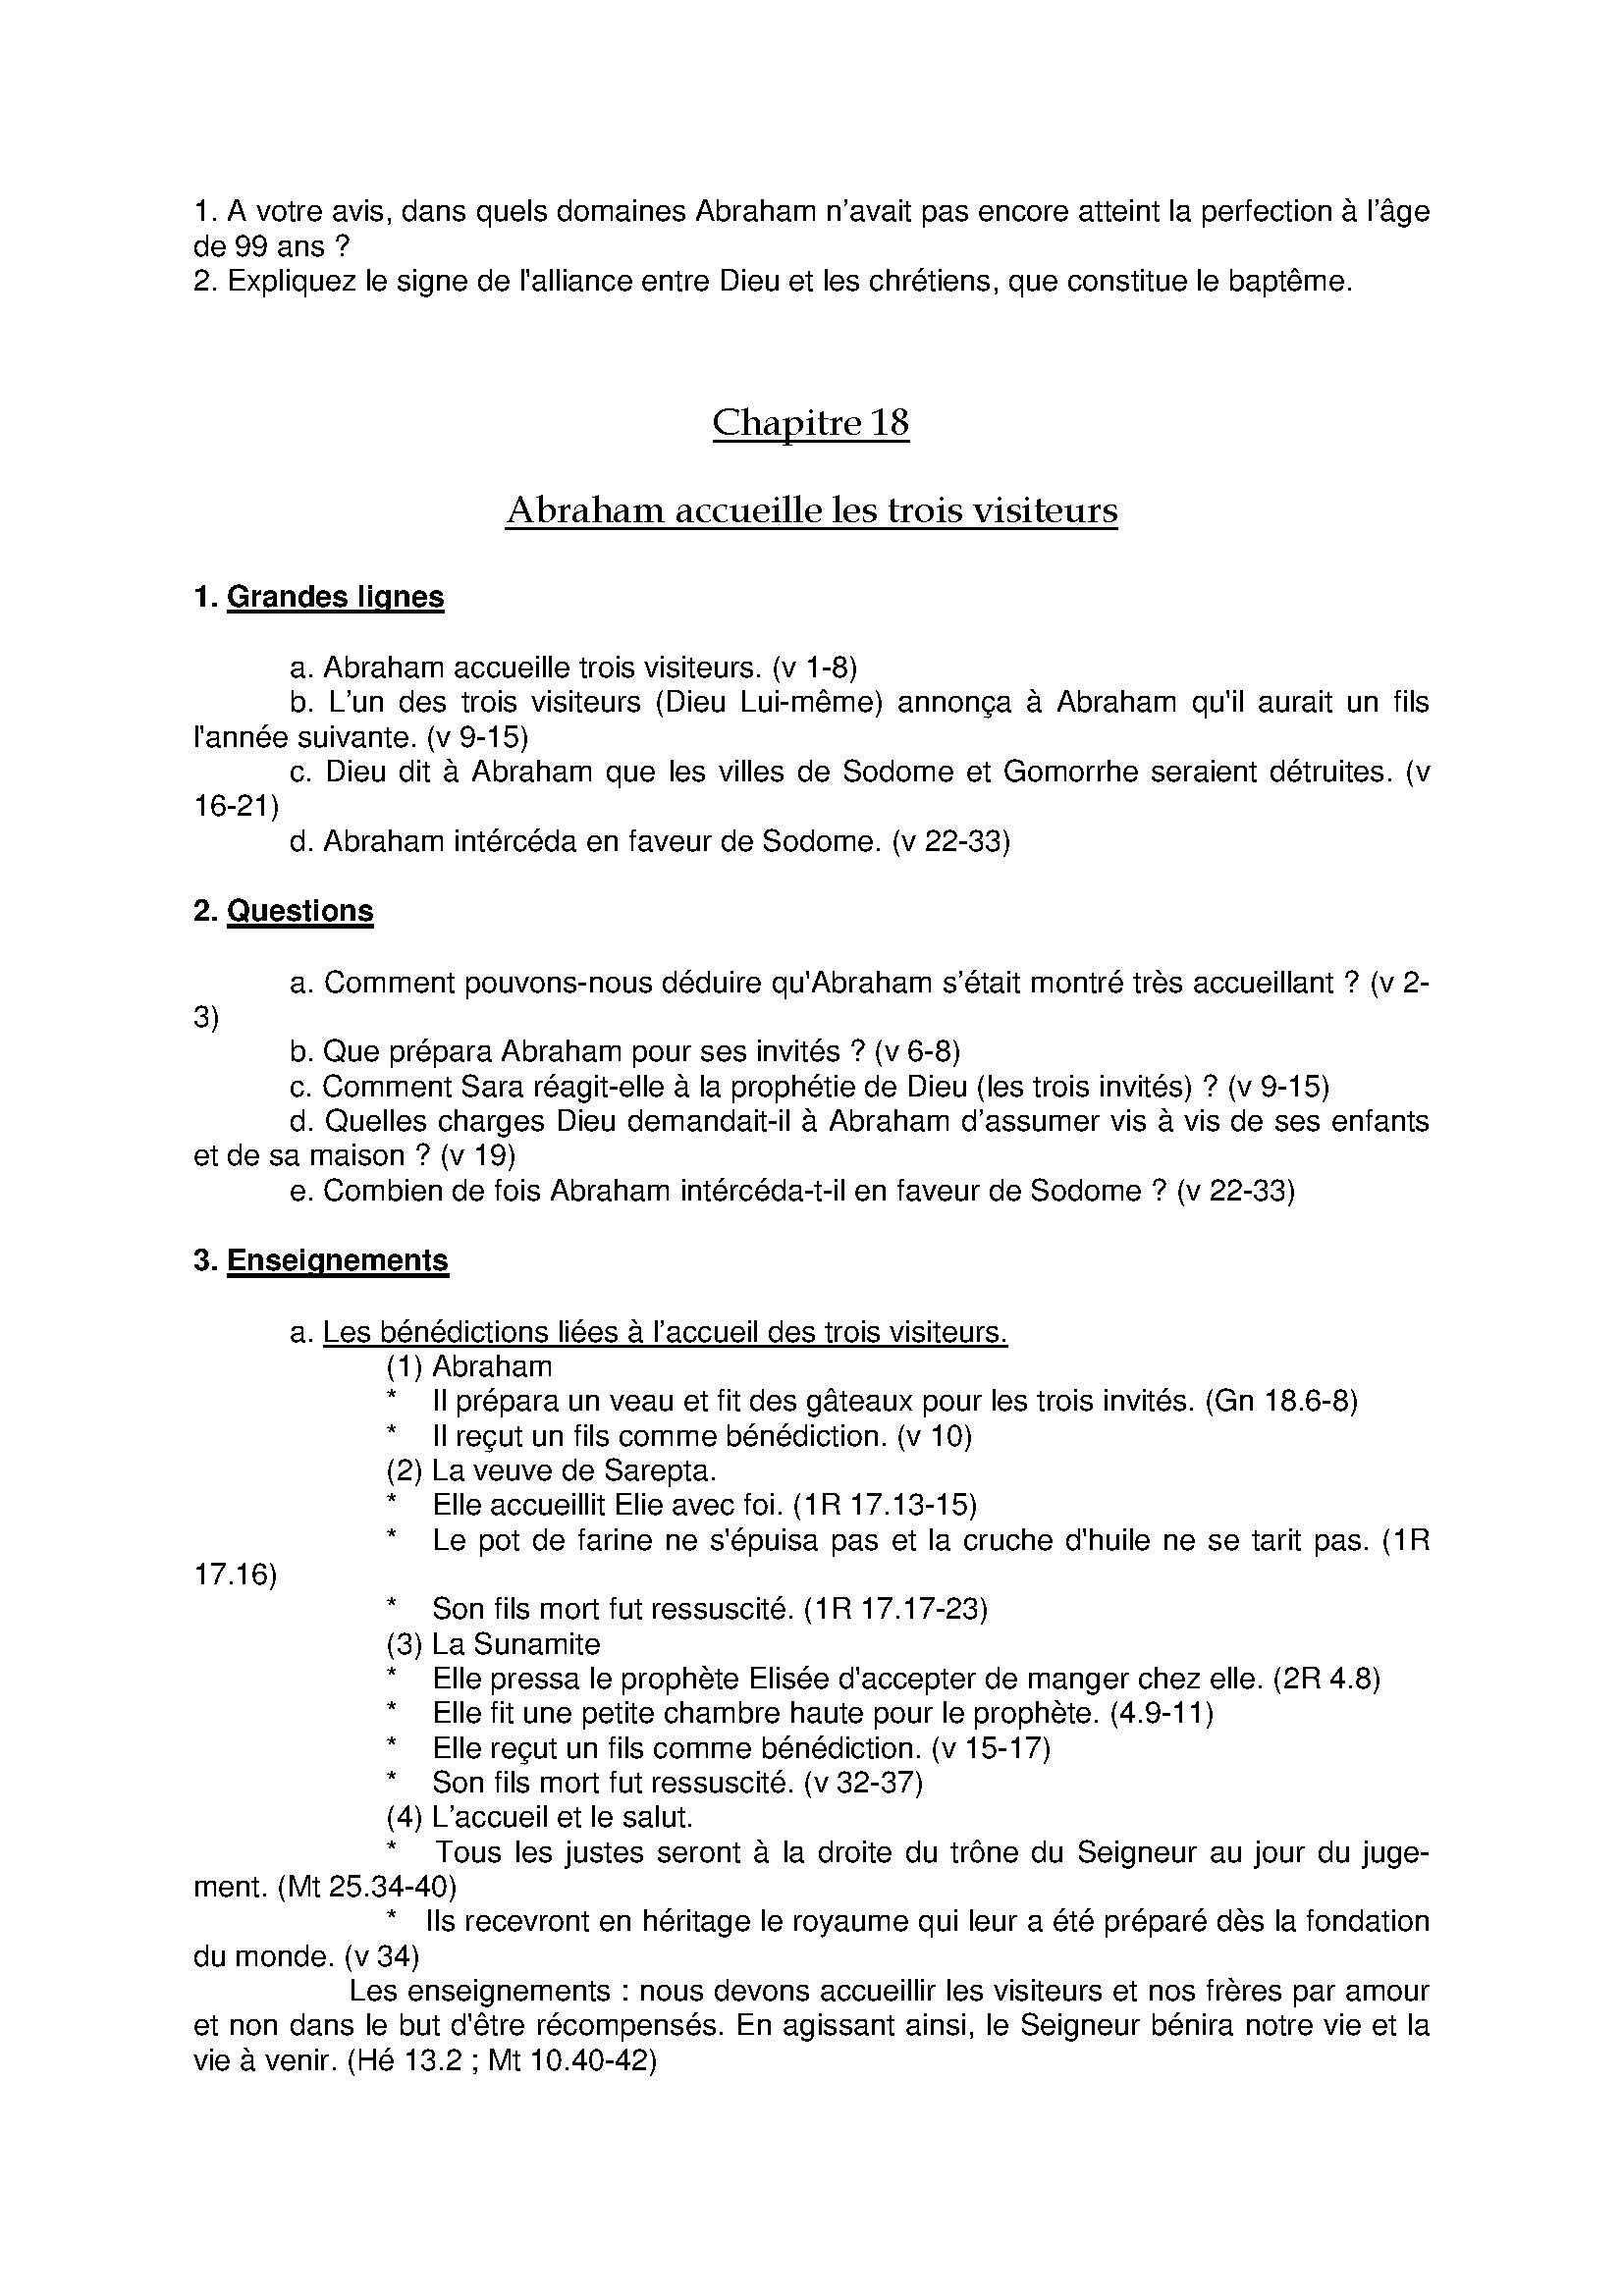 1. A votre avis, dans quels domaines Abraham n’avait pas encore atteint la perfection à l’âge
de 99 ans ?
2. Expliquez le signe de l'alliance entre Dieu et les chrétiens, que constitue le baptême.
Chapitre 18
Abraham accueille les trois visiteurs
1. Grandes lignes
a. Abraham accueille trois visiteurs. (v 1-8)
b. L’un des trois visiteurs (Dieu Lui-même) annonça à Abraham qu'il aurait un fils
l'année suivante. (v 9-15)
c. Dieu dit à Abraham que les villes de Sodome et Gomorrhe seraient détruites. (v
16-21)
d. Abraham intércéda en faveur de Sodome. (v 22-33)
2. Questions
a. Comment pouvons-nous déduire qu'Abraham s’était montré très accueillant ? (v 2-
3)
b. Que prépara Abraham pour ses invités ? (v 6-8)
c. Comment Sara réagit-elle à la prophétie de Dieu (les trois invités) ? (v 9-15)
d. Quelles charges Dieu demandait-il à Abraham d’assumer vis à vis de ses enfants
et de sa maison ? (v 19)
e. Combien de fois Abraham intércéda-t-il en faveur de Sodome ? (v 22-33)
3. Enseignements
a. Les bénédictions liées à l’accueil des trois visiteurs.
(1) Abraham
* Il prépara un veau et fit des gâteaux pour les trois invités. (Gn 18.6-8)
* Il reçut un fils comme bénédiction. (v 10)
(2) La veuve de Sarepta.
* Elle accueillit Elie avec foi. (1R 17.13-15)
* Le pot de farine ne s'épuisa pas et la cruche d'huile ne se tarit pas. (1R
17.16)
* Son fils mort fut ressuscité. (1R 17.17-23)
(3) La Sunamite
* Elle pressa le prophète Elisée d'accepter de manger chez elle. (2R 4.8)
* Elle fit une petite chambre haute pour le prophète. (4.9-11)
* Elle reçut un fils comme bénédiction. (v 15-17)
* Son fils mort fut ressuscité. (v 32-37)
(4) L’accueil et le salut.
* Tous les justes seront à la droite du trône du Seigneur au jour du juge-
ment. (Mt 25.34-40)
* Ils recevront en héritage le royaume qui leur a été préparé dès la fondation
du monde. (v 34)
Les enseignements : nous devons accueillir les visiteurs et nos frères par amour
et non dans le but d'être récompensés. En agissant ainsi, le Seigneur bénira notre vie et la
vie à venir. (Hé 13.2 ; Mt 10.40-42)